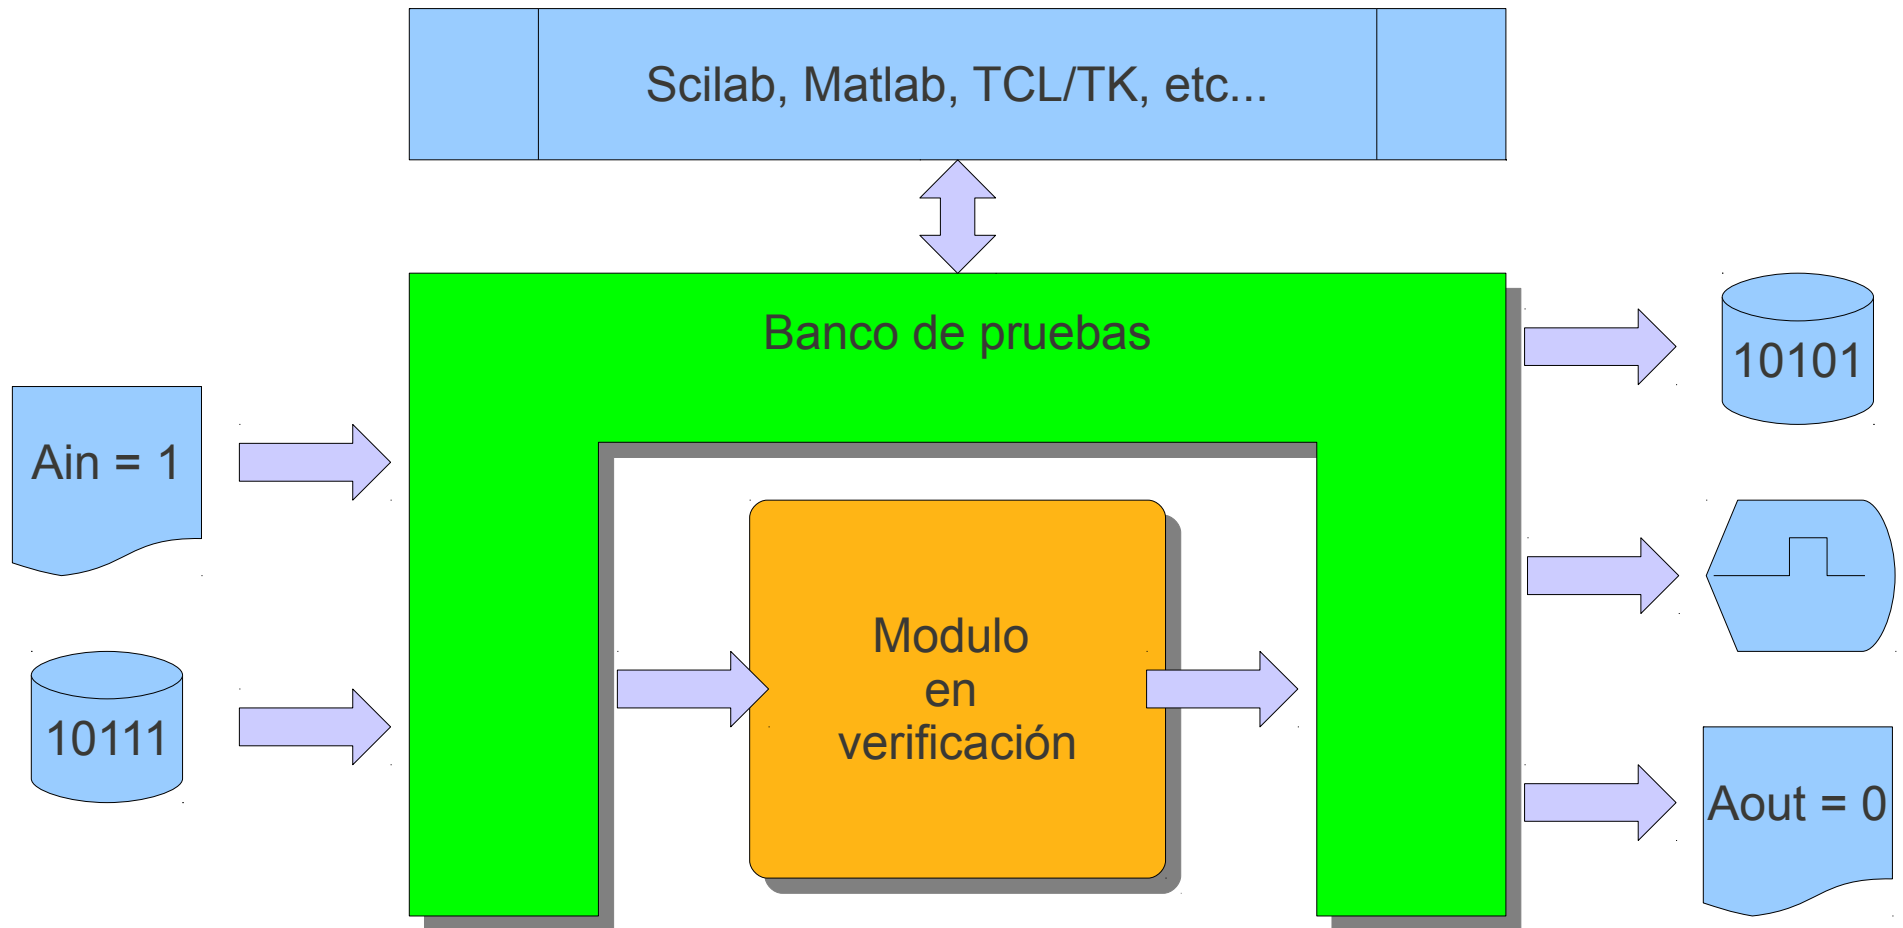 Scilab, Matlab, TCL/TK, etc...
Banco de pruebas
Ain = 1
10111
Modulo
en
verificación
10101
Aout = 0